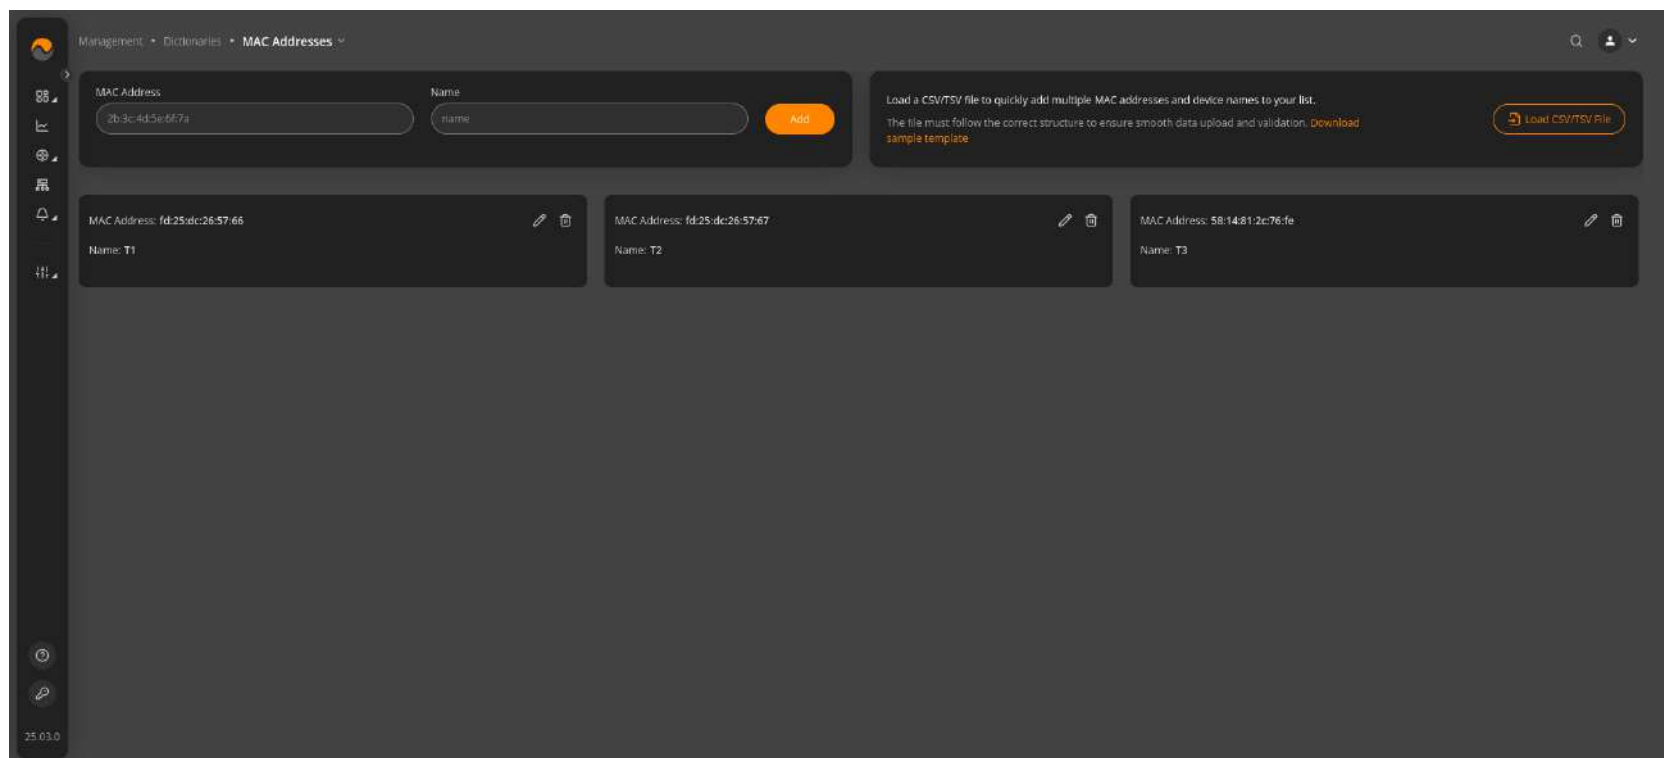 Management • Dictionaries • MAC Addresses
MAC Address
2b:3c:4d:5e:6f:7a
Name
name
Add
Load a CSV/TSV file to quickly add multiple MAC addresses and device names to your list.
The file must follow the correct structure to ensure smooth data upload and validation. Download
sample template
Load CSV/TSV File
MAC Address: fd:25:dc:26:57:66
Name: T1
MAC Address: fd:25:dc:26:57:67
Name: T2
MAC Address: 58:14:81:2c:76:fe
Name: T3
25.03.0